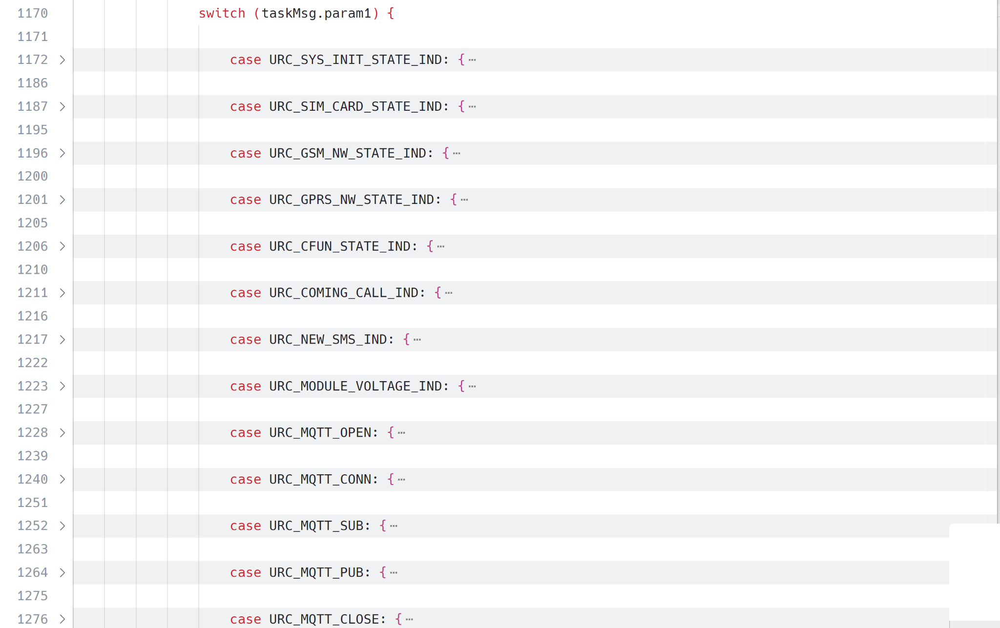 1170 switch (taskMsg.param1) {
1171
1172 case URC_SYS_INIT_STATE_IND: {⋯
1186
1187 case URC_SIM_CARD_STATE_IND: {⋯
1195
1196 case URC_GSM_NW_STATE_IND: {⋯
1200
1201 case URC_GPRS_NW_STATE_IND: {⋯
1205
1206 case URC_CFUN_STATE_IND: {⋯
1210
1211 case URC_COMING_CALL_IND: {⋯
1216
1217 case URC_NEW_SMS_IND: {⋯
1222
1223 case URC_MODULE_VOLTAGE_IND: {⋯
1227
1228 case URC_MQTT_OPEN: {⋯
1239
1240 case URC_MQTT_CONN: {⋯
1251
1252 case URC_MQTT_SUB: {⋯
1263
1264 case URC_MQTT_PUB: {⋯
1275
1276 case URC_MQTT_CLOSE: {⋯